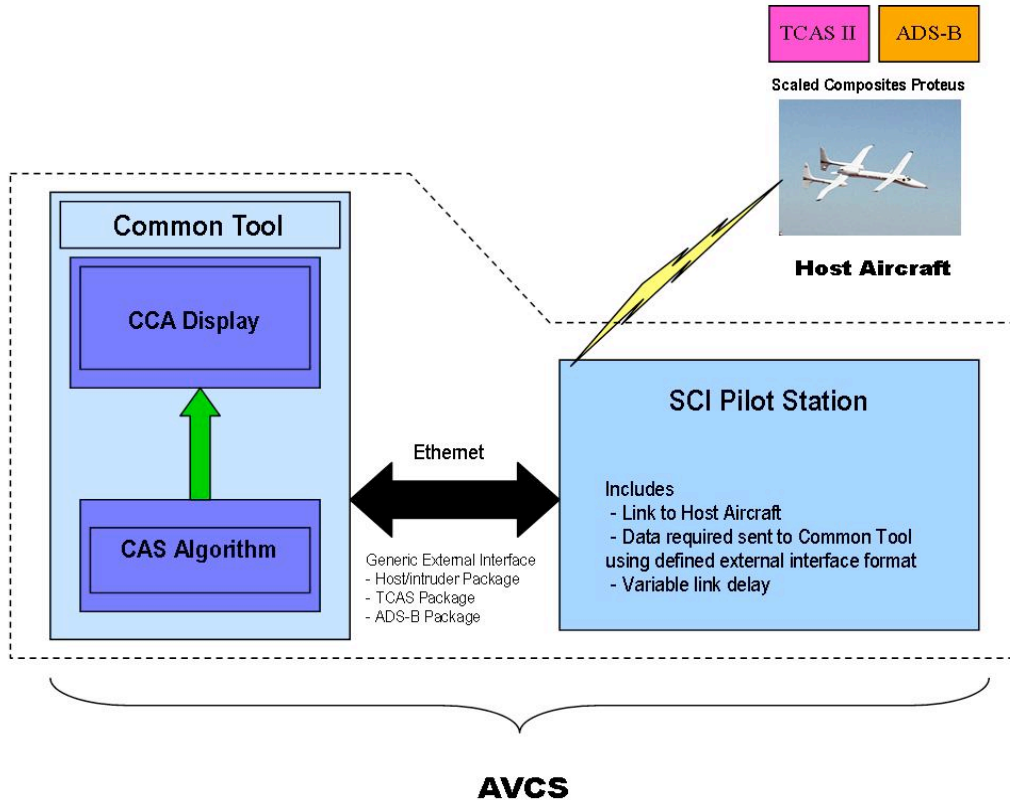 TCAS II
ADS-B
Scaled Composites Proteus
Host Aircraft
Common Tool
CCA Display
CAS Algorithm
Ethernet
Generic External Interface
- Host/intruder Package
- TCAS Package
- ADS-B Package
SCI Pilot Station
Includes
- Link to Host Aircraft
- Data required sent to Common Tool
using defined external interface format
- Variable link delay
AVCS